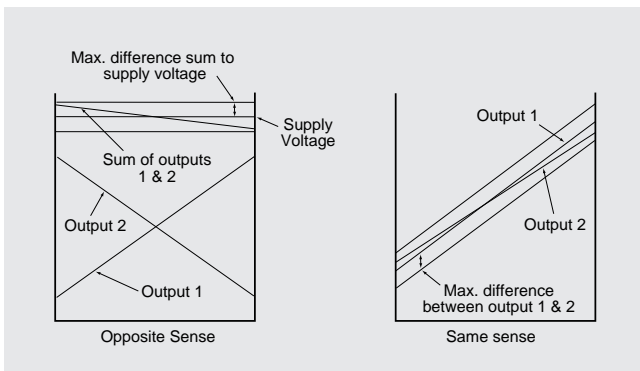 Max. difference sum to
supply voltage
Supply
Voltage
Sum of outputs
1 & 2
Output 2
Output 1
Opposite Sense
Output 1
Output 2
Max. difference
between output 1 & 2
Same sense